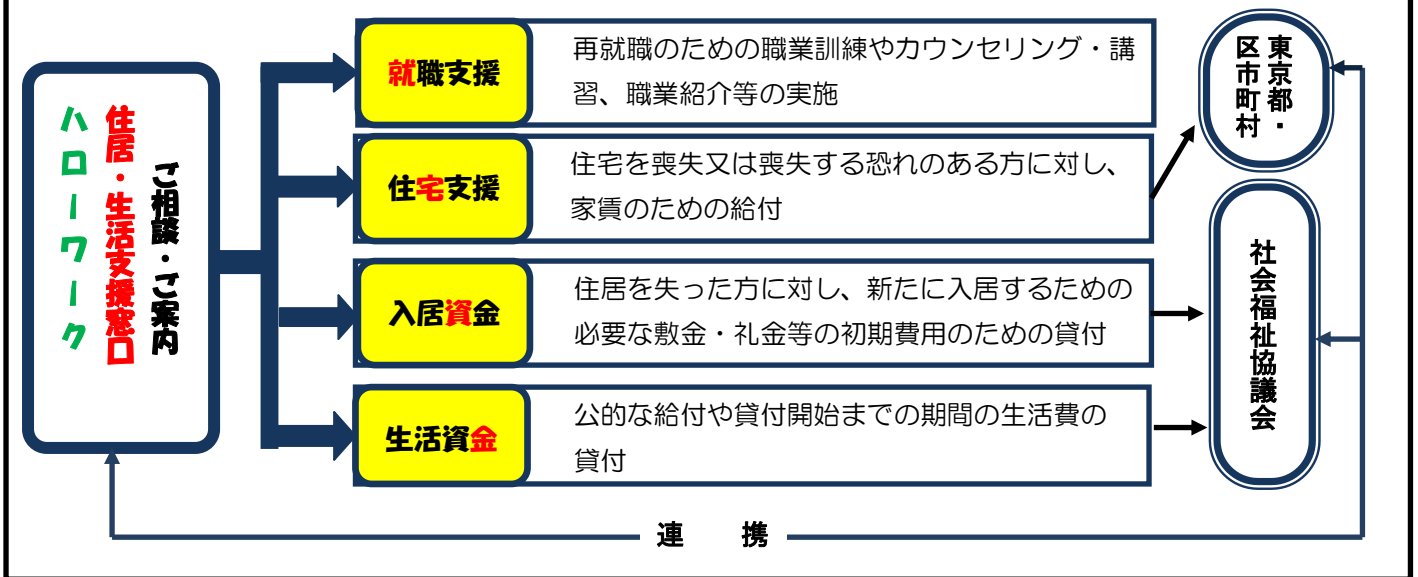 ハローワーク
住居・生活支援窓口
ご相談・ご案内
就職支援
再就職のための職業訓練やカウンセリング・講
習、職業紹介等の実施
住宅支援
住宅を喪失又は喪失する恐れのある方に対し、
家賃のための給付
入居資金
住居を失った方に対し、新たに入居するための
必要な敷金・礼金等の初期費用のための貸付
生活資金
公的な給付や貸付開始までの期間の生活費の
貸付
東京都・
区市町村
社会福祉協議会
連　携